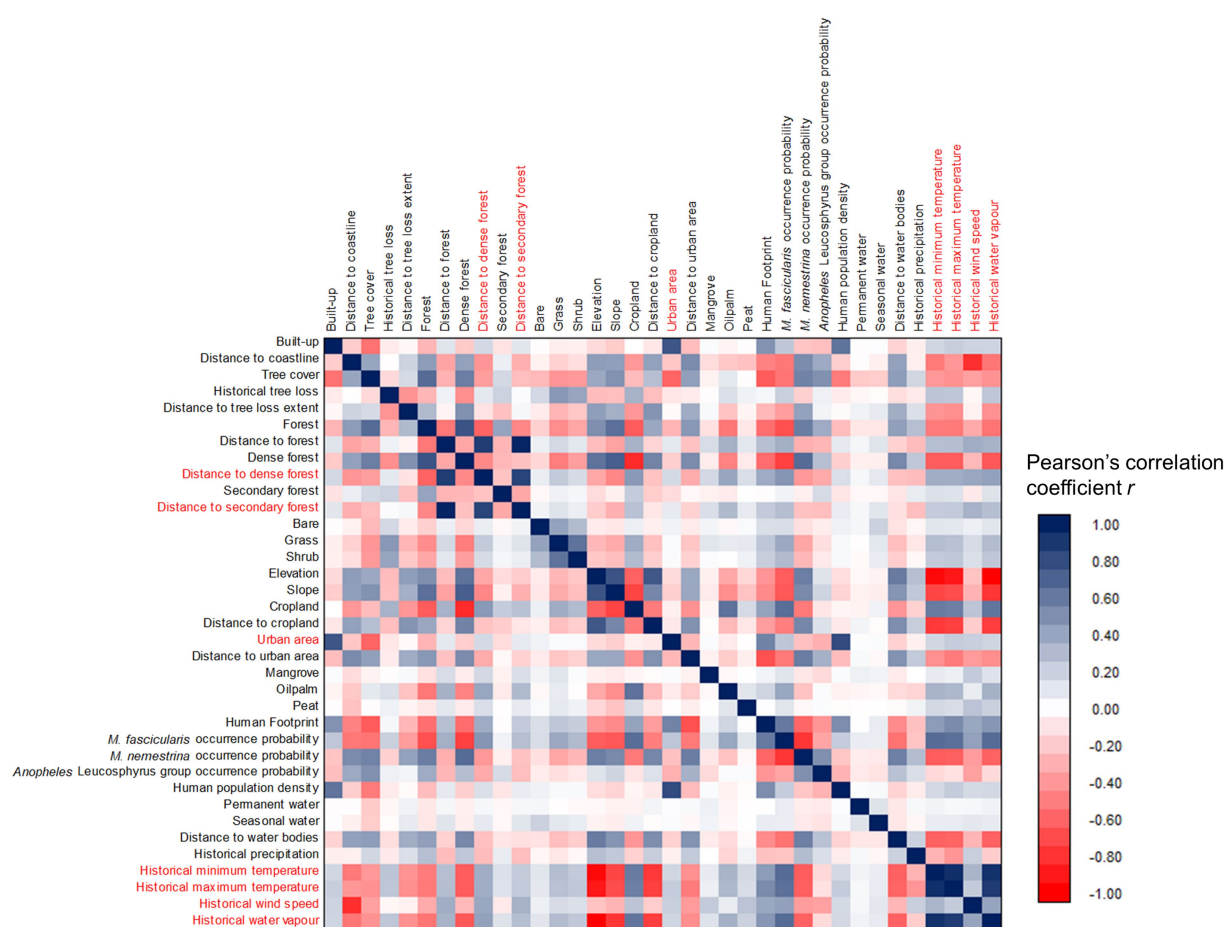 Built-up
Distance to coastline
Tree cover
Historical tree loss
Distance to tree loss extent
Forest
Distance to forest
Dense forest
Distance to dense forest
Secondary forest
Distance to secondary forest
Bare
Grass
Shrub
Elevation
Slope
Cropland
Distance to cropland
Urban area
Distance to urban area
Mangrove
Oilpalm
Peat
Human Footprint
M. fascicularis occurrence probability
M. nemestrina occurrence probability
Anopheles Leucosphyrus group occurrence probability
Human population density
Permanent water
Seasonal water
Distance to water bodies
Historical precipitation
Historical minimum temperature
Historical maximum temperature
Historical wind speed
Historical water vapour
Built-up
Distance to coastline
Tree cover
Historical tree loss
Distance to tree loss extent
Forest
Distance to forest
Dense forest
Distance to dense forest
Secondary forest
Distance to secondary forest
Bare
Grass
Shrub
Elevation
Slope
Cropland
Distance to cropland
Urban area
Distance to urban area
Mangrove
Oilpalm
Peat
Human Footprint
M. fascicularis occurrence probability
M. nemestrina occurrence probability
Anopheles Leucosphyrus group occurrence probability
Human population density
Permanent water
Seasonal water
Distance to water bodies
Historical precipitation
Historical minimum temperature
Historical maximum temperature
Historical wind speed
Historical water vapour
Pearson's correlation
coefficient r
1.00
0.80
0.60
0.40
0.20
0.00
-0.20
-0.40
-0.60
-0.80
-1.00